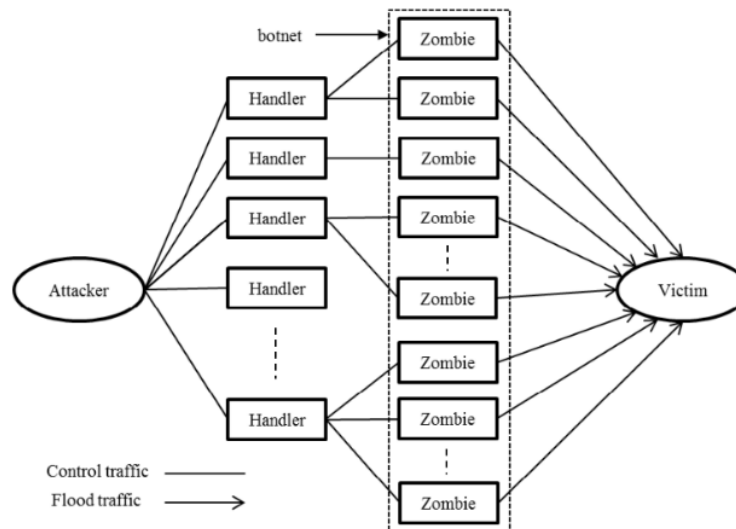 botnet
Zombie
Handler
Zombie
Handler
Zombie
Handler
Zombie
Attacker
Handler
Zombie
Victim
Zombie
Handler
Zombie
Control traffic
Flood traffic
Zombie